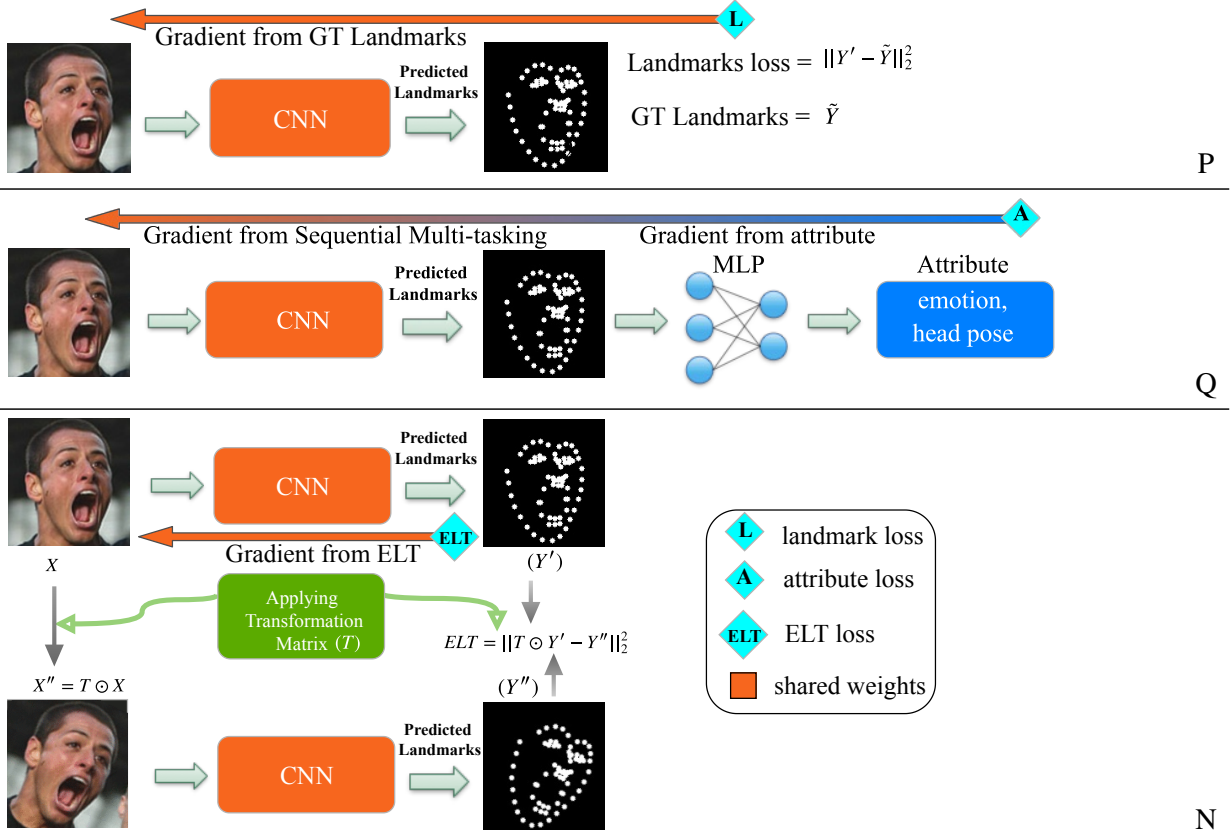 L
Gradient from GT Landmarks
CNN
Predicted
Landmarks
Landmarks loss = ||Y′ − Ỹ||₂²
GT Landmarks = Ỹ
P
A
Gradient from Sequential Multi-tasking
Gradient from attribute
CNN
Predicted
Landmarks
MLP
Attribute
emotion,
head pose
Q
CNN
Predicted
Landmarks
ELT
Gradient from ELT
X
(Y′)
Applying
Transformation
Matrix (T)
ELT = ||T ⊙ Y′ − Y″||₂²
X″ = T ⊙ X
(Y″)
CNN
Predicted
Landmarks
L landmark loss
A attribute loss
ELT ELT loss
shared weights
N